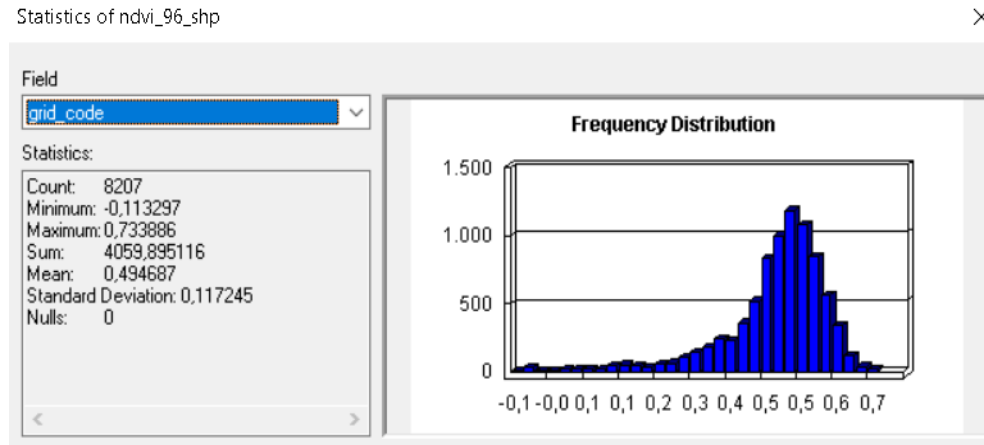 Statistics of ndvi_96_shp
Field
grid_code
Statistics:
Count: 8207
Minimum: -0,113297
Maximum: 0,733886
Sum: 4059,895116
Mean: 0,494687
Standard Deviation: 0,117245
Nulls: 0
Frequency Distribution
1.500
1.000
500
0
-0,1 -0,0 0,1 0,1 0,2 0,3 0,4 0,5 0,5 0,6 0,7